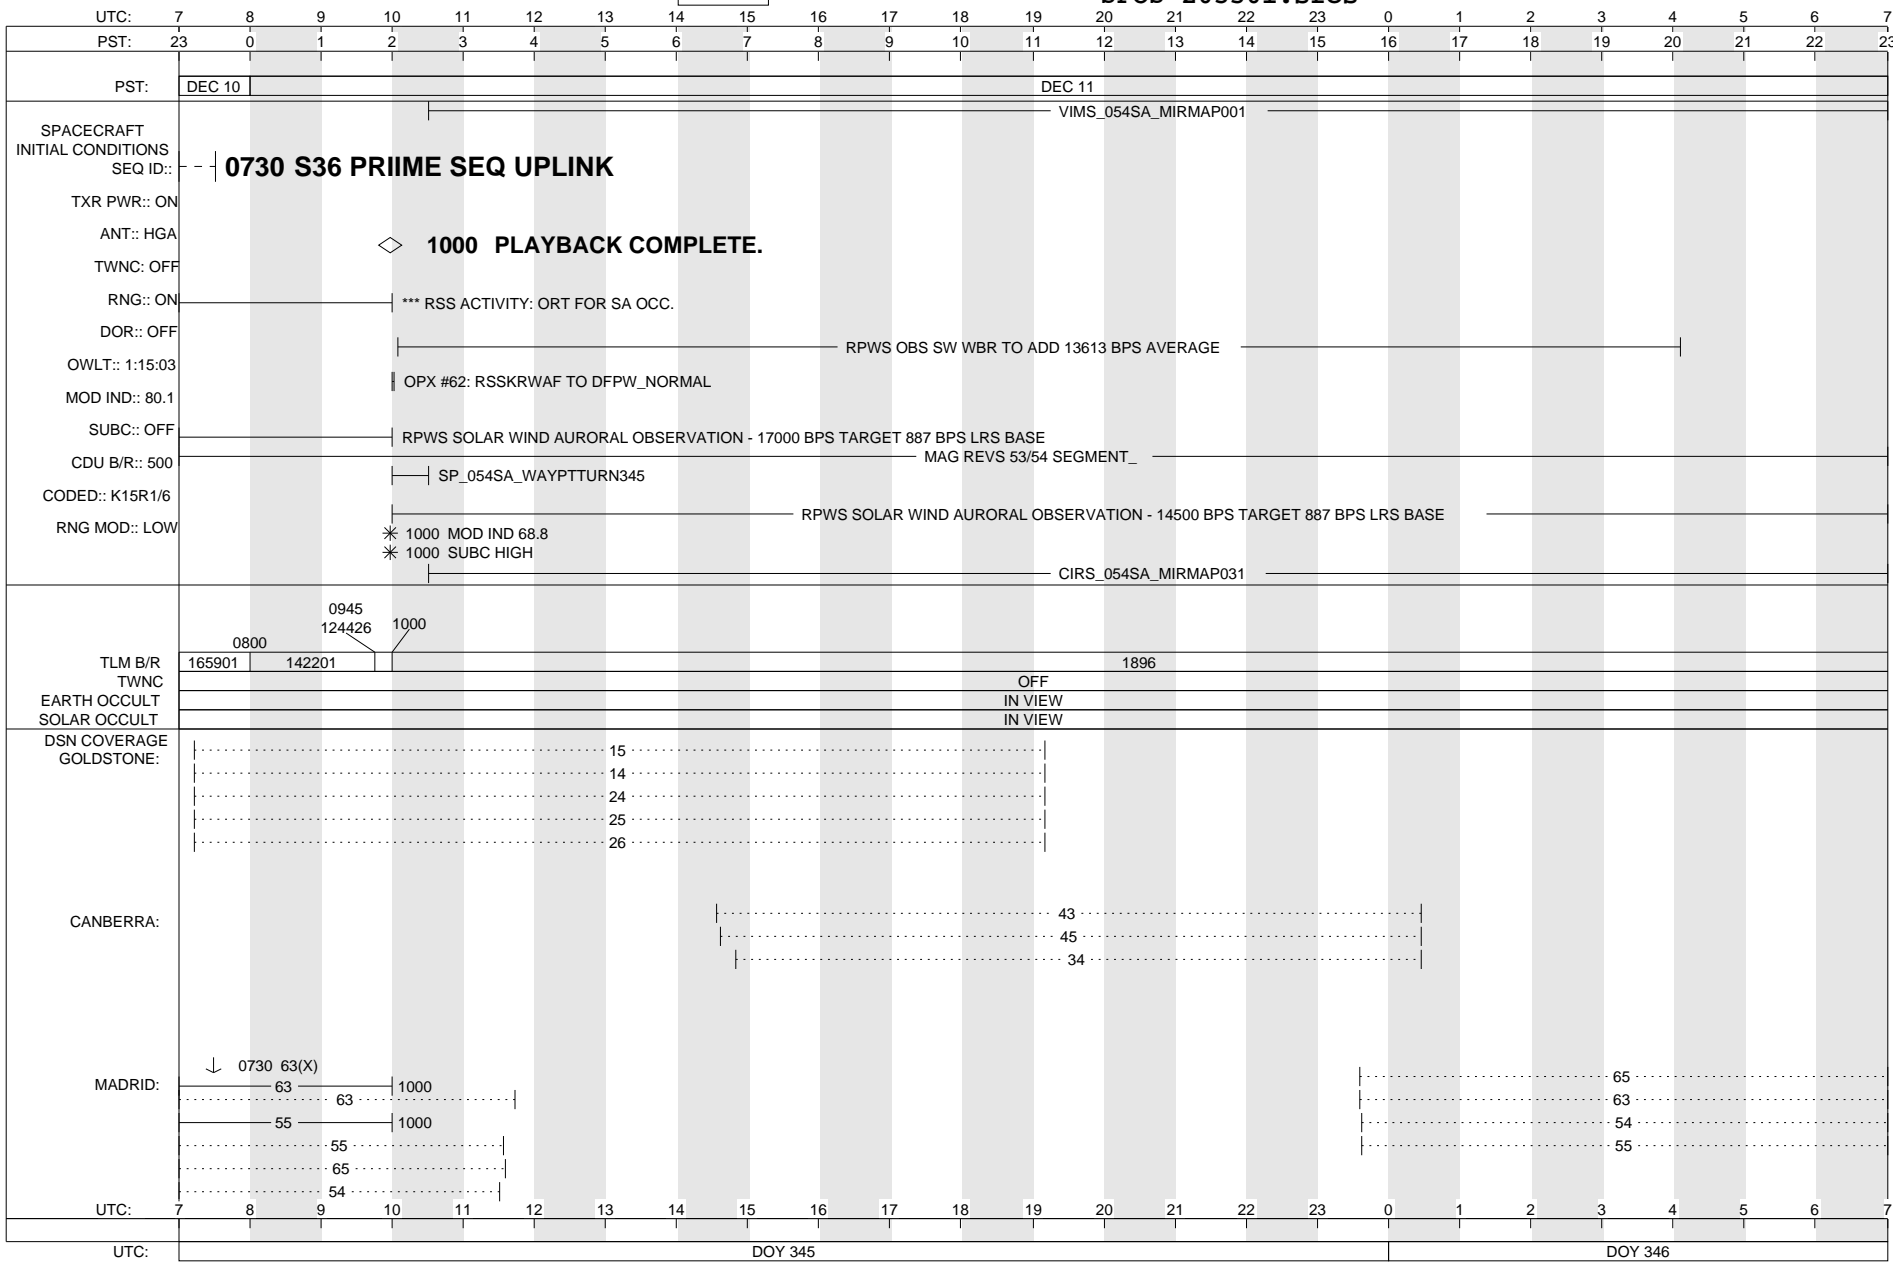 UTC: 7 8 9 10 11 12 13 14 15 16 17 18 19 20 21 22 23 0 1 2 3 4 5 6 7
PST: 23 0 1 2 3 4 5 6 7 8 9 10 11 12 13 14 15 16 17 18 19 20 21 22 23
PST: DEC 10 DEC 11
VIMS_054SA_MIRMAP001
SPACECRAFT
INITIAL CONDITIONS
SEQ ID:: 0730 S36 PRIIME SEQ UPLINK
TXR PWR:: ON
ANT:: HGA
1000 PLAYBACK COMPLETE.
TWNC: OFF
RNG:: ON *** RSS ACTIVITY: ORT FOR SA OCC.
DOR:: OFF
RPWS OBS SW WBR TO ADD 13613 BPS AVERAGE
OWLT:: 1:15:03
OPX #62: RSSKRWAF TO DFPW_NORMAL
MOD IND:: 80.1
SUBC:: OFF
RPWS SOLAR WIND AURORAL OBSERVATION - 17000 BPS TARGET 887 BPS LRS BASE
MAG REVS 53/54 SEGMENT_
CDU B/R:: 500
SP_054SA_WAYPTTURN345
CODED:: K15R1/6
RPWS SOLAR WIND AURORAL OBSERVATION - 14500 BPS TARGET 887 BPS LRS BASE
RNG MOD:: LOW
1000 MOD IND 68.8
1000 SUBC HIGH
CIRS_054SA_MIRMAP031
0945
124426 1000
0800
TLM B/R 165901 142201 1896
TWNC OFF
EARTH OCCULT IN VIEW
SOLAR OCCULT IN VIEW
DSN COVERAGE
GOLDSTONE:
15
14
24
25
26
CANBERRA:
43
45
34
0730 63(X)
MADRID:
63 1000
65
63
63
55 1000
54
55
55
65
54
UTC: 7 8 9 10 11 12 13 14 15 16 17 18 19 20 21 22 23 0 1 2 3 4 5 6 7
UTC: DOY 345 DOY 346